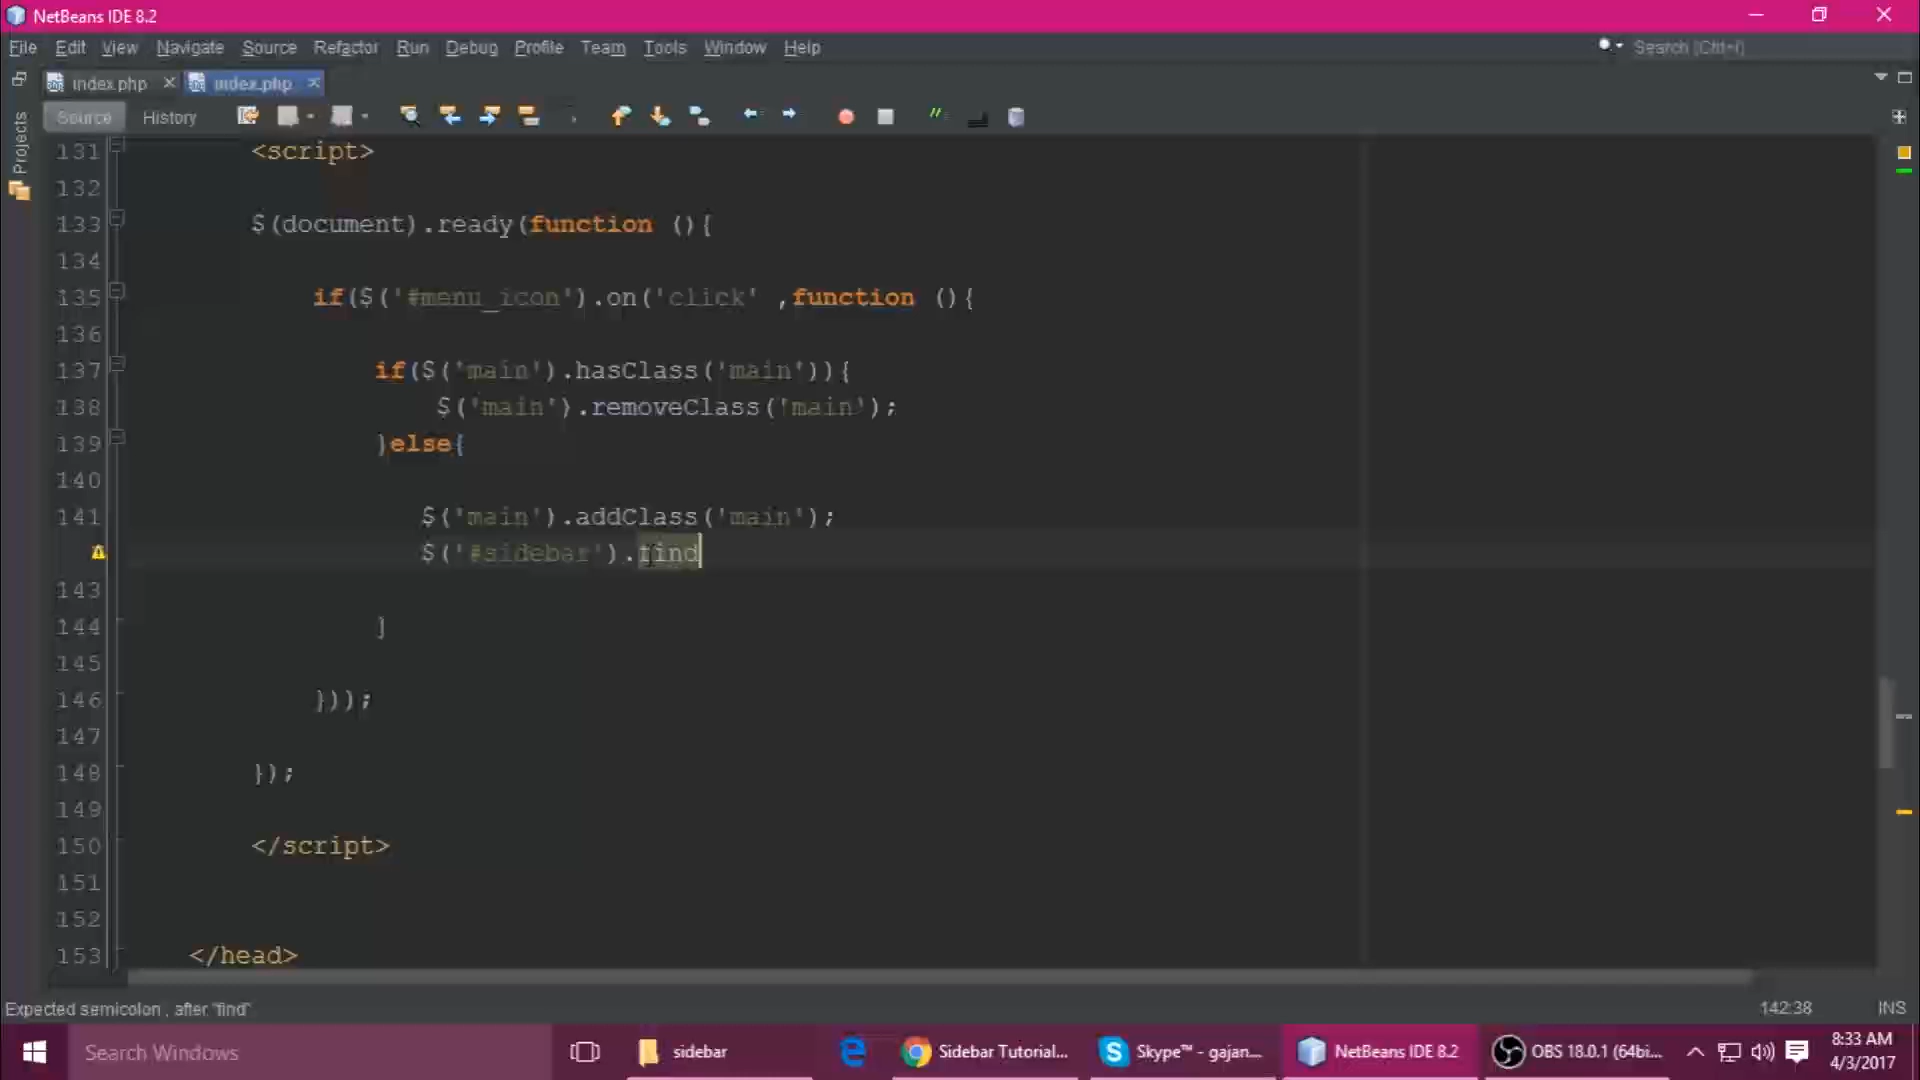 NetBeans IDE 8.2
File Edit View Navigate Source Refactor Run Debug Profile Team Tools Window Help
Search (Ctrl+I)
index.php
index.php
Source History
Projects
131 <script>
132
133 $(document).ready(function (){
134
135 if($('#menu_icon').on('click' ,function (){
136
137 if($('main').hasClass('main')){
138 $('main').removeClass('main');
139 }else{
140
141 $('main').addClass('main');
$('#sidebar').find
143
144 }
145
146 }));
147
148 });
149
150 </script>
151
152
153 </head>
Expected semicolon , after "find"
142:38 INS
Search Windows
sidebar
Sidebar Tutorial...
Skype™ - gajan...
NetBeans IDE 8.2
OBS 18.0.1 (64bi...
8:33 AM
4/3/2017